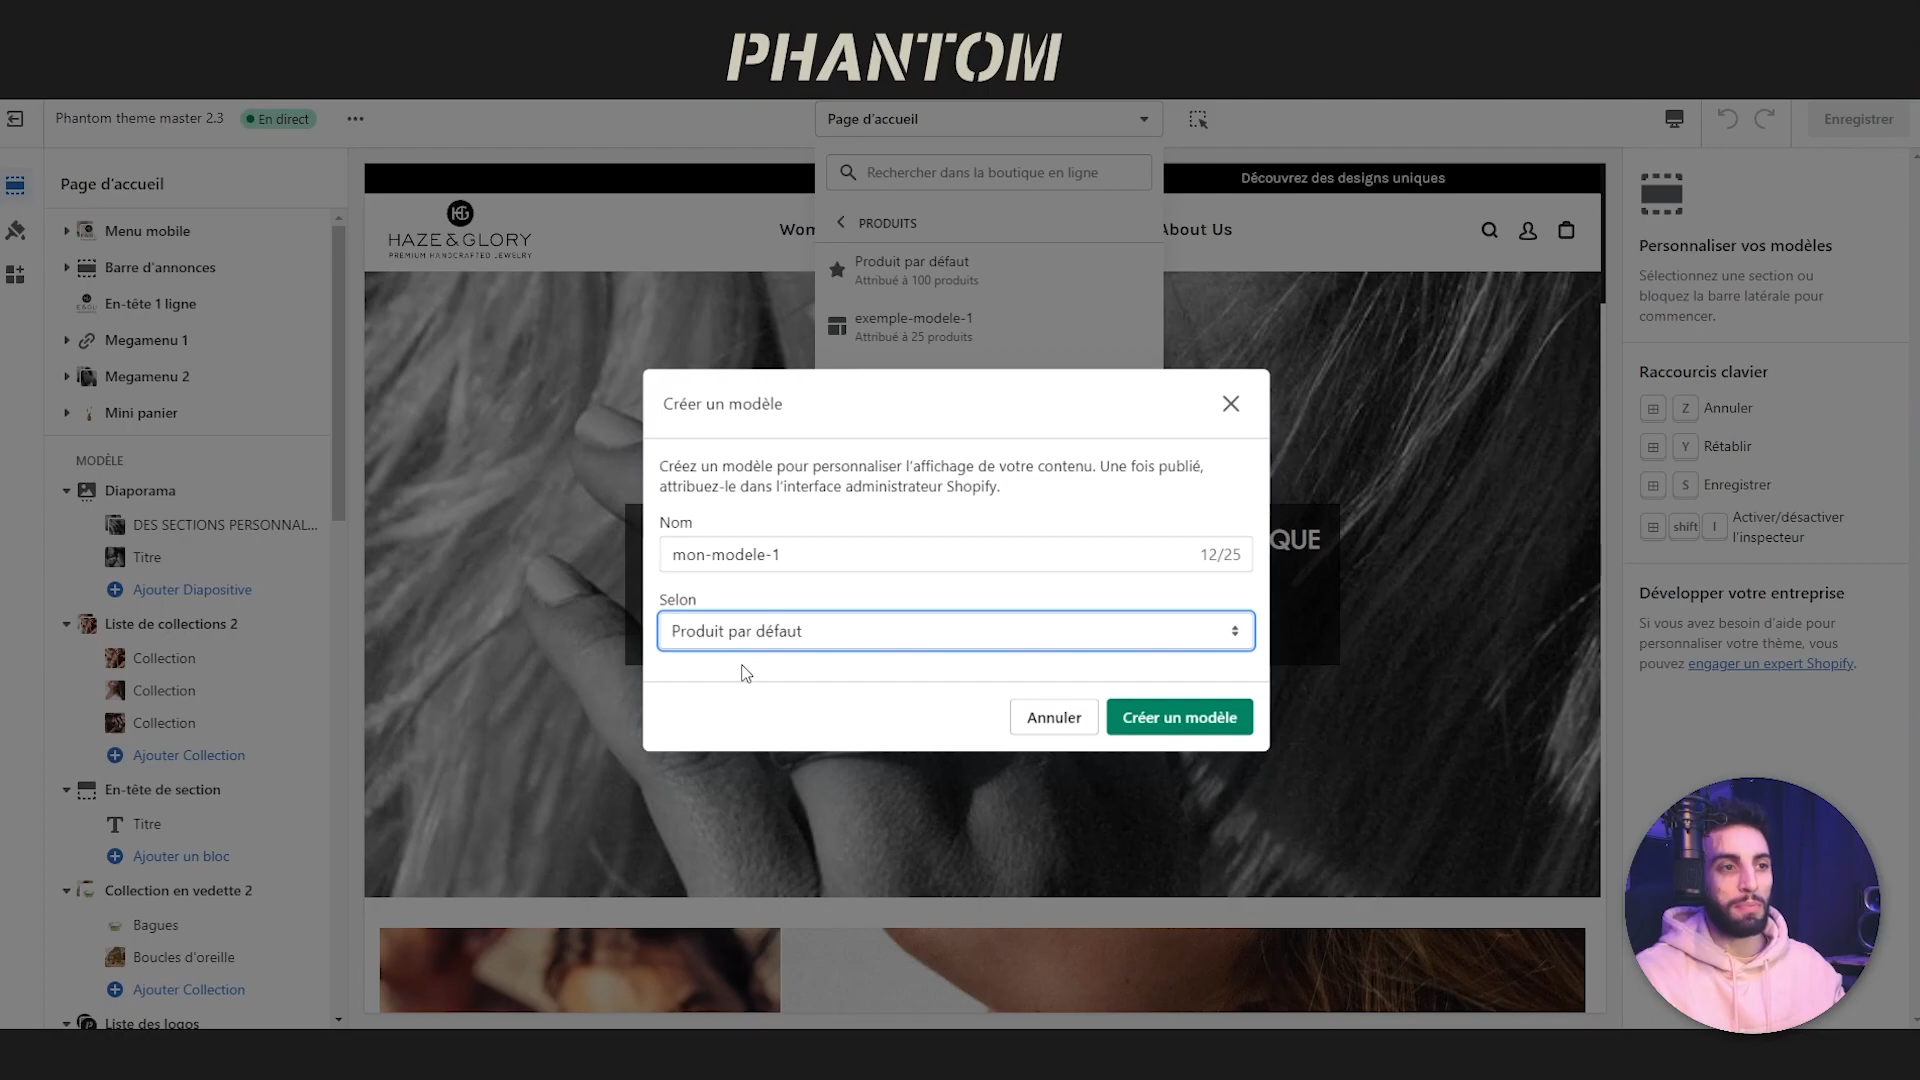 PHANTOM
Phantom theme master 2.3
En direct
Page d'accueil
Enregistrer
Page d'accueil
Menu mobile
Barre d'annonces
En-tête 1 ligne
Megamenu 1
Megamenu 2
Mini panier
MODÈLE
Diaporama
DES SECTIONS PERSONNAL...
Titre
Ajouter Diapositive
Liste de collections 2
Collection
Collection
Collection
Ajouter Collection
En-tête de section
Titre
Ajouter un bloc
Collection en vedette 2
Bagues
Boucles d'oreille
Ajouter Collection
Liste des logos
Rechercher dans la boutique en ligne
PRODUITS
Produit par défaut
Attribué à 100 produits
exemple-modele-1
Attribué à 25 produits
Découvrez des designs uniques
HG
HAZE & GLORY
PREMIUM HANDCRAFTED JEWELRY
Wom
About Us
QUE
Créer un modèle
Créez un modèle pour personnaliser l'affichage de votre contenu. Une fois publié,
attribuez-le dans l'interface administrateur Shopify.
Nom
mon-modele-1
12/25
Selon
Produit par défaut
Annuler
Créer un modèle
Personnaliser vos modèles
Sélectionnez une section ou
bloquez la barre latérale pour
commencer.
Raccourcis clavier
Z Annuler
Y Rétablir
S Enregistrer
shift I Activer/désactiver
l'inspecteur
Développer votre entreprise
Si vous avez besoin d'aide pour
personnaliser votre thème, vous
pouvez engager un expert Shopify.